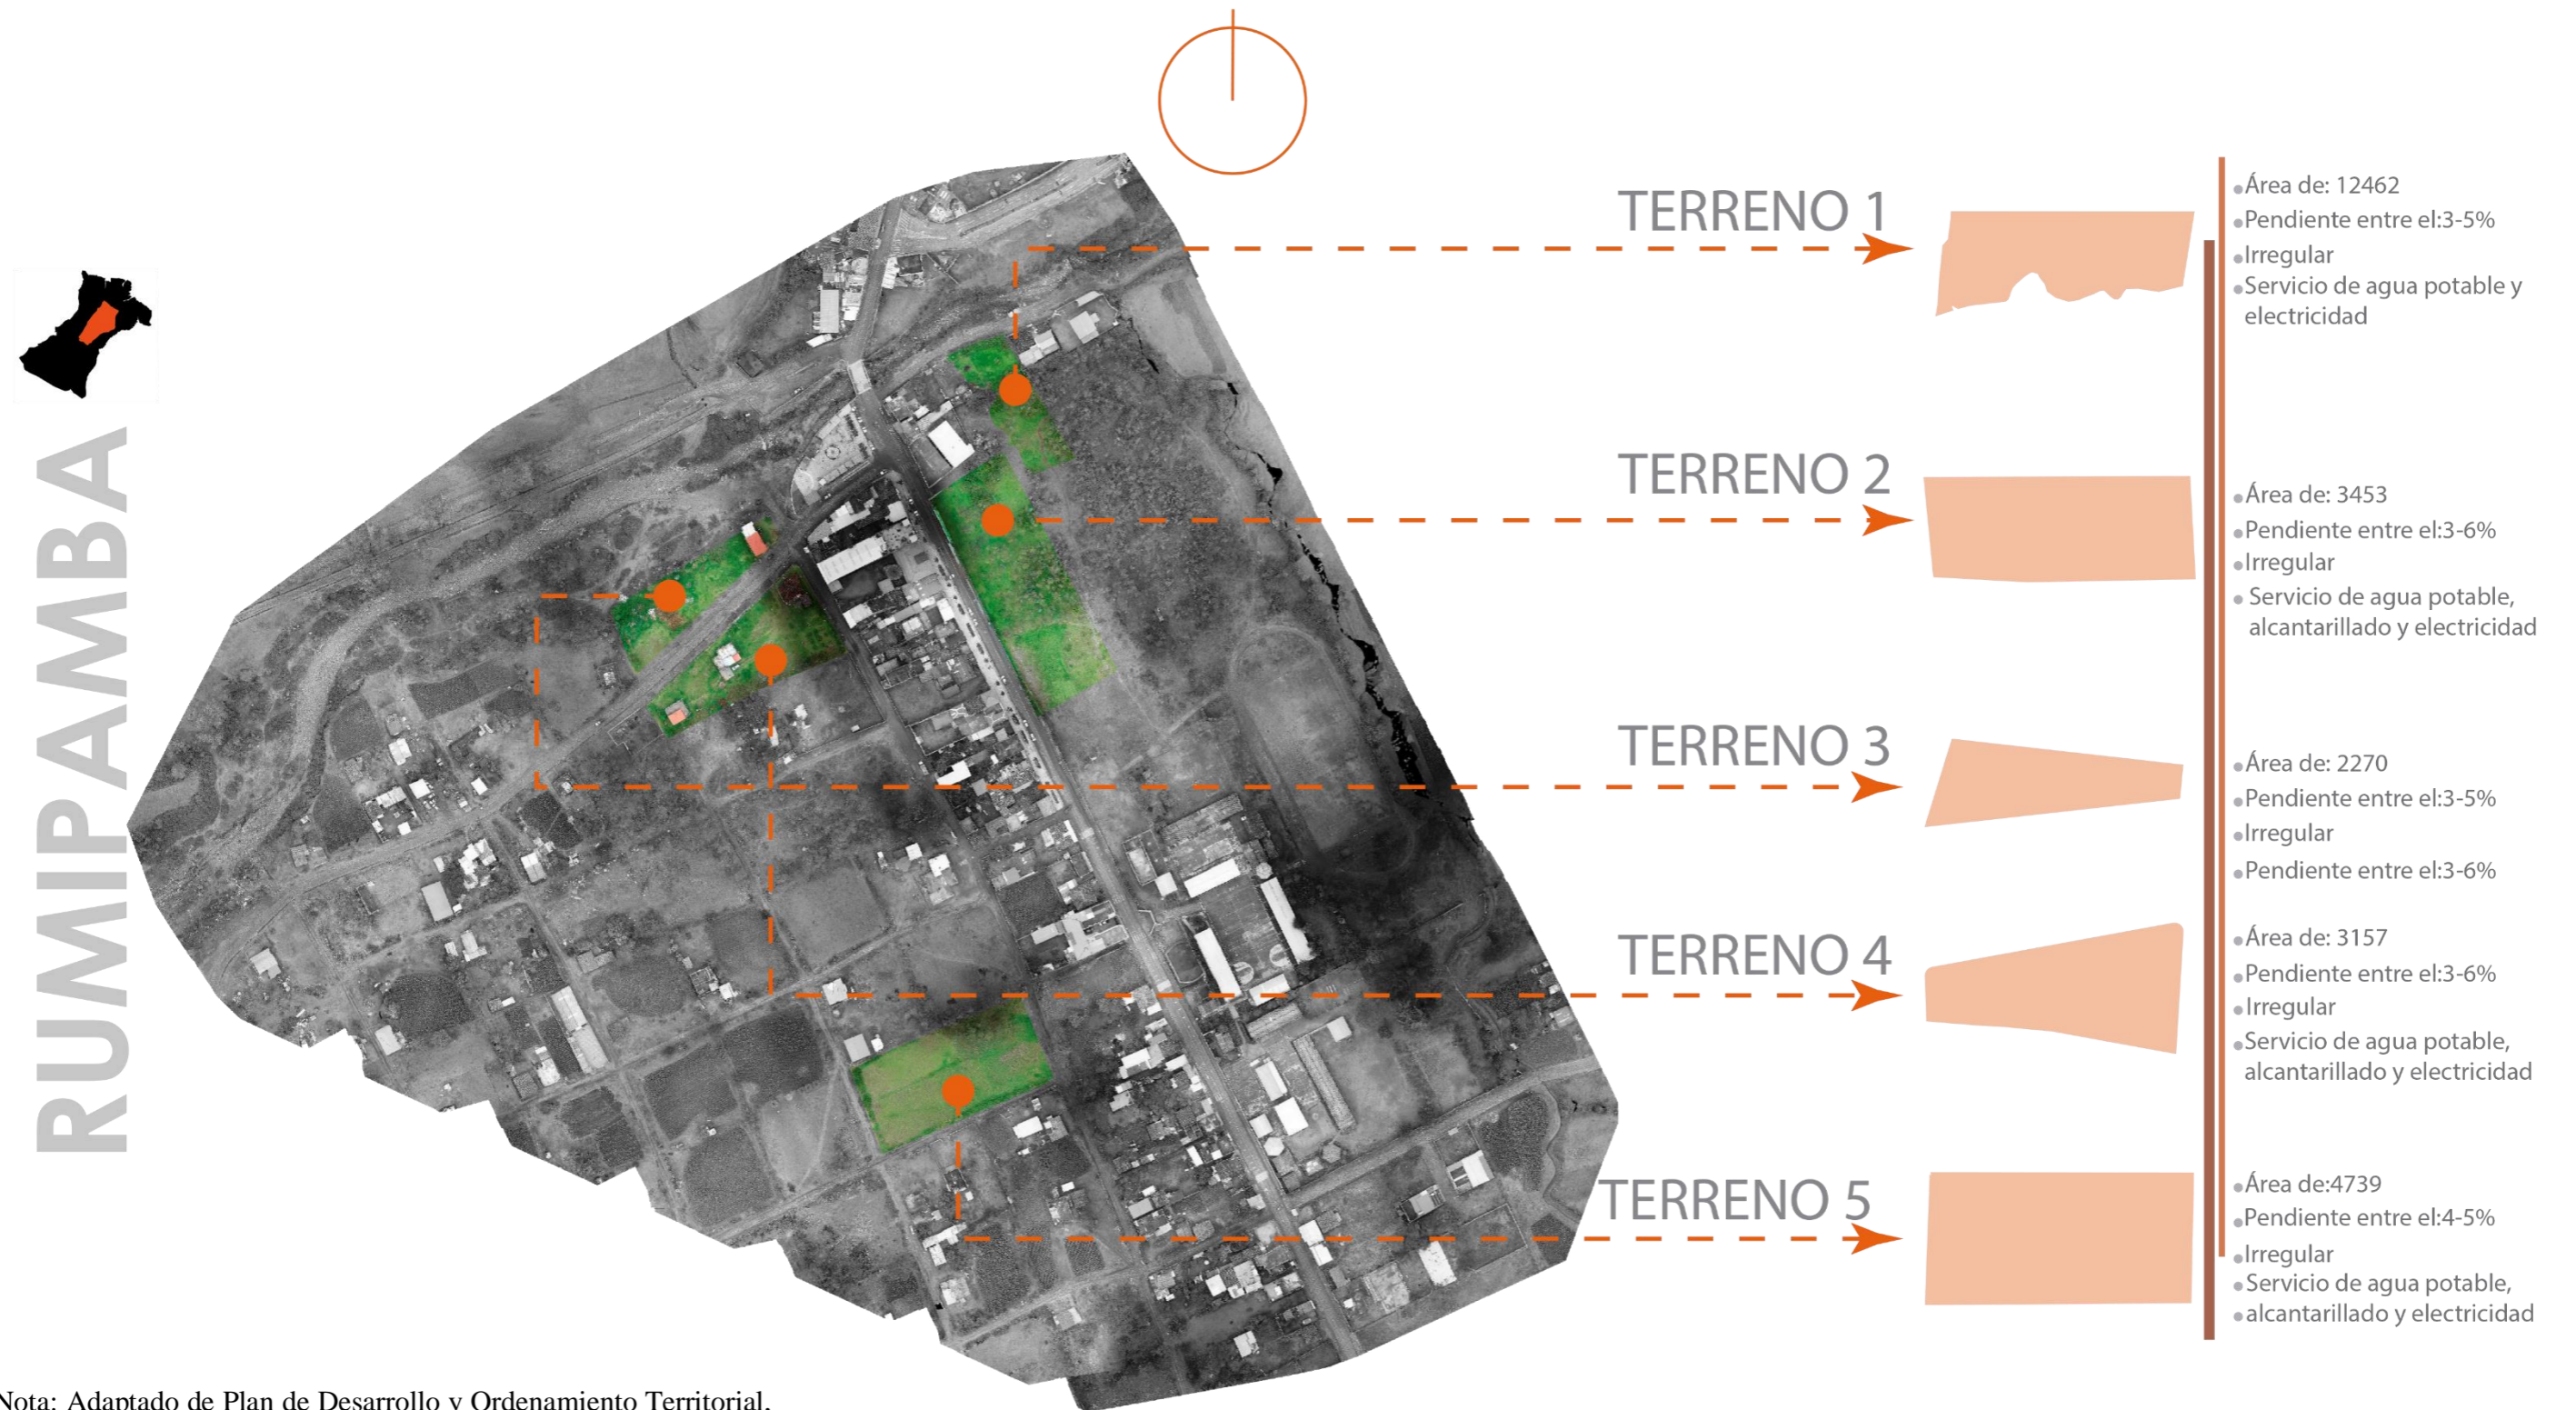 RUMIPAMBA
TERRENO 1
●Área de: 12462
●Pendiente entre el:3-5%
●Irregular
●Servicio de agua potable y
electricidad
TERRENO 2
●Área de: 3453
●Pendiente entre el:3-6%
●Irregular
● Servicio de agua potable,
alcantarillado y electricidad
TERRENO 3
●Área de: 2270
●Pendiente entre el:3-5%
●Irregular
●Pendiente entre el:3-6%
TERRENO 4
●Área de: 3157
●Pendiente entre el:3-6%
●Irregular
●Servicio de agua potable,
alcantarillado y electricidad
TERRENO 5
●Área de:4739
●Pendiente entre el:4-5%
●Irregular
●Servicio de agua potable,
●alcantarillado y electricidad
Nota: Adaptado de Plan de Desarrollo y Ordenamiento Territorial,